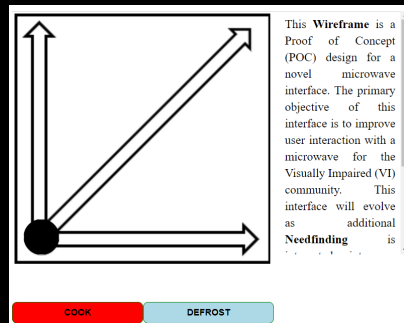 This Wireframe is a
Proof of Concept
(POC) design for a
novel microwave
interface. The primary
objective of this
interface is to improve
user interaction with a
microwave for the
Visually Impaired (VI)
community. This
interface will evolve
as additional
Needfinding is
COOK
DEFROST